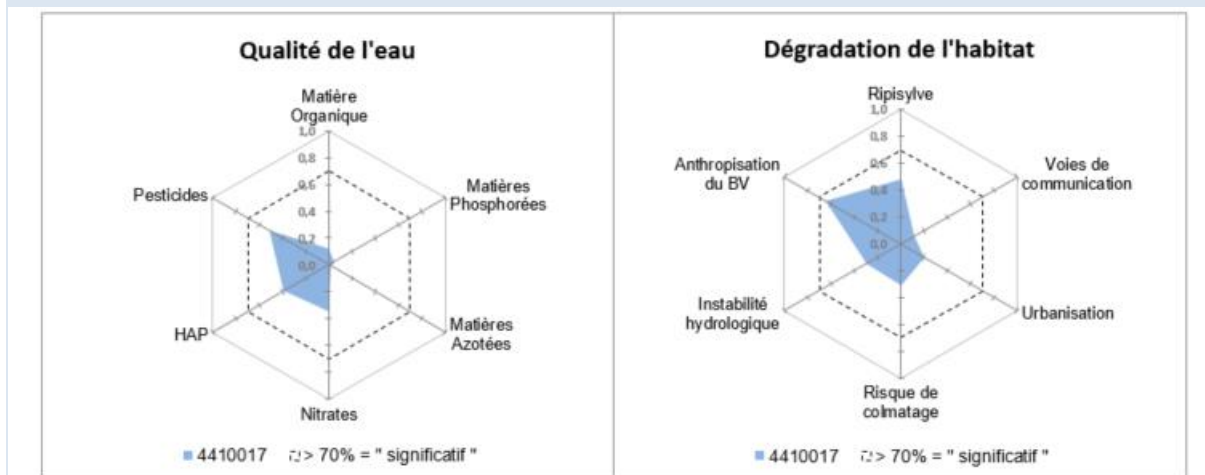 Qualité de l'eau
Matière
Organique
1,0
0,8
0,6
0,4
0,2
0,0
Pesticides
Matières
Phosphorées
HAP
Matières
Azotées
Nitrates
4410017
> 70% = " significatif "
Dégradation de l'habitat
Ripisylve
1,0
0,8
0,6
0,4
0,2
0,0
Anthropisation
du BV
Voies de
communication
Instabilité
hydrologique
Urbanisation
Risque de
colmatage
4410017
> 70% = " significatif "